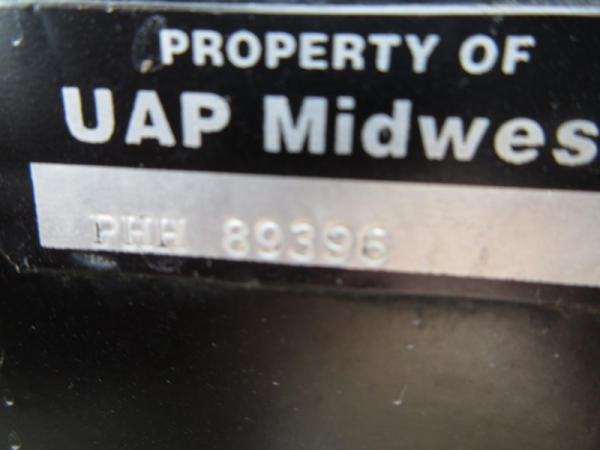 PROPERTY OF
UAP Midwes
PHH 89396